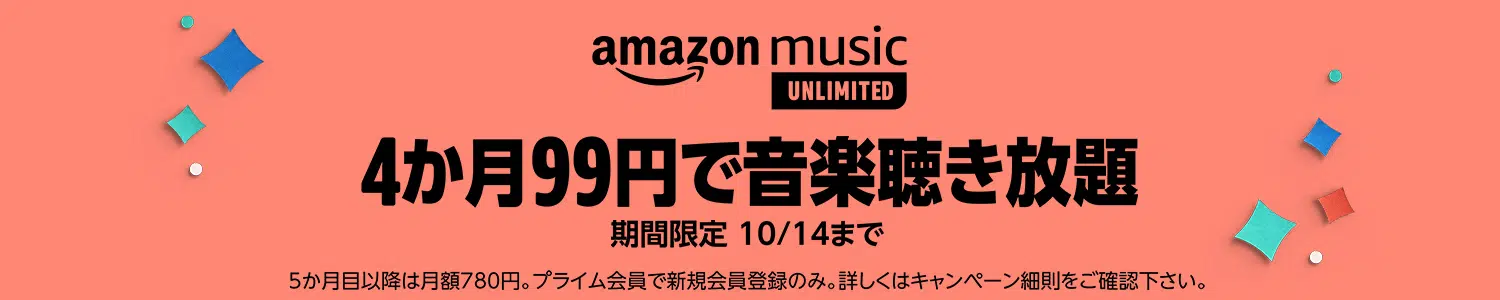 amazon music
UNLIMITED
4か月99円で音楽聴き放題
期間限定 10/14まで
5か月目以降は月額780円。プライム会員で新規会員登録のみ。詳しくはキャンペーン細則をご確認下さい。